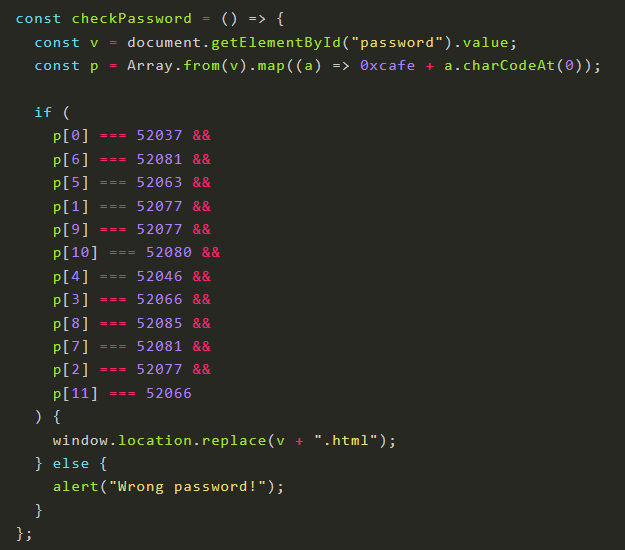 const checkPassword = () => {
  const v = document.getElementById("password").value;
  const p = Array.from(v).map((a) => 0xcafe + a.charCodeAt(0));

  if (
    p[0] === 52037 &&
    p[6] === 52081 &&
    p[5] === 52063 &&
    p[1] === 52077 &&
    p[9] === 52077 &&
    p[10] === 52080 &&
    p[4] === 52046 &&
    p[3] === 52066 &&
    p[8] === 52085 &&
    p[7] === 52081 &&
    p[2] === 52077 &&
    p[11] === 52066
  ) {
    window.location.replace(v + ".html");
  } else {
    alert("Wrong password!");
  }
};